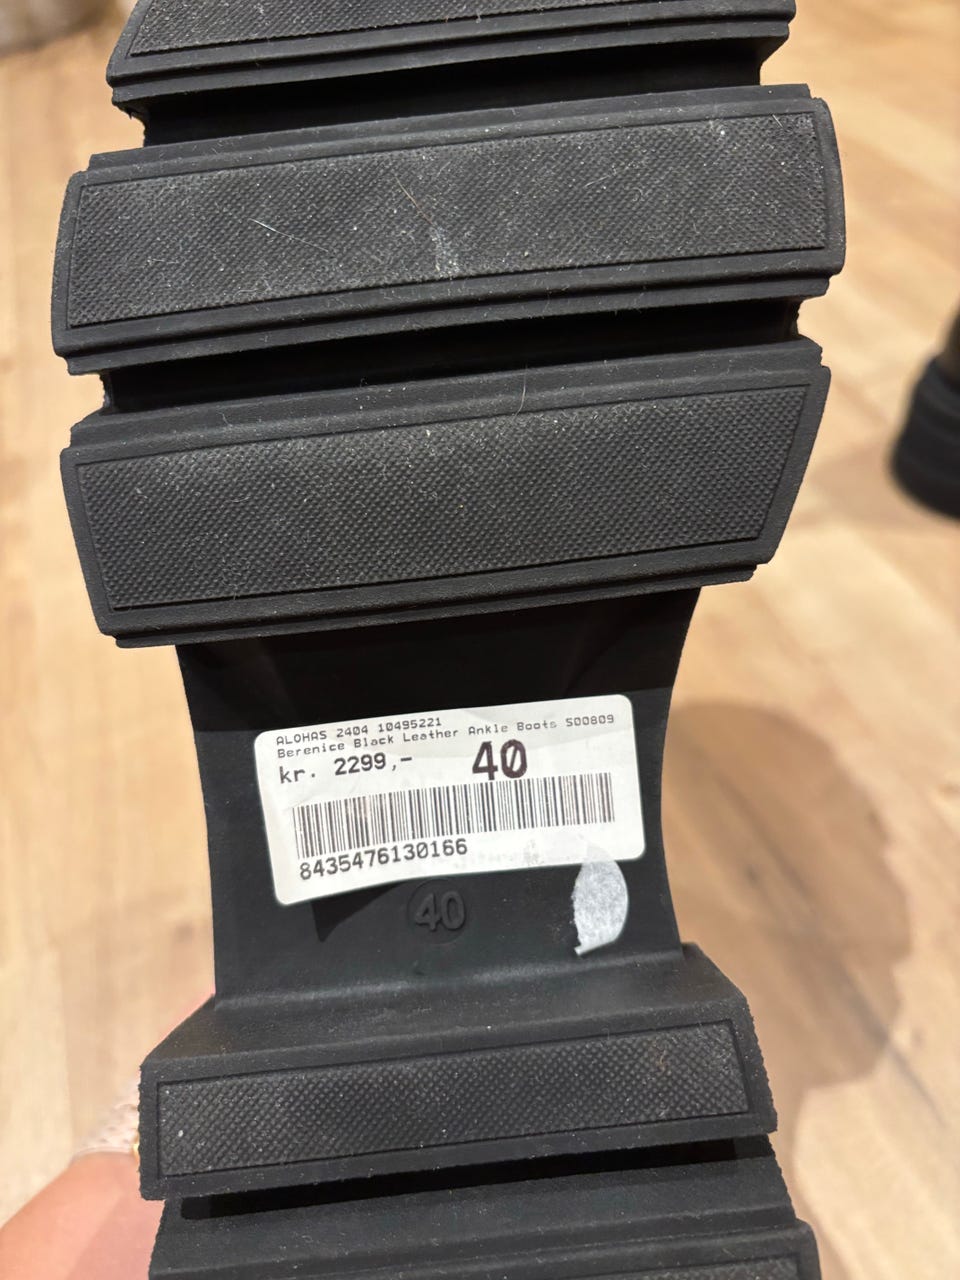 ALOHAS 2404 10495221
Berenice Black Leather Ankle Boots S00809
kr. 2299,- 40
8435476130166
40